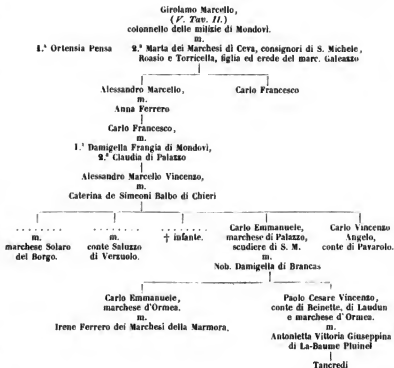 Girolamo Marcello,
(V. Tav. II.)
colonnello delle milizie di Mondovì.
m.
1.ª Ortensia Pensa 2.ª Marta dei Marchesi di Ceva, consignori di S. Michele,
Roasio e Torricella, figlia ed erede del marc. Galeazzo
Alessandro Marcello, Carlo Francesco
m.
Anna Ferrero
Carlo Francesco,
m.
1.ª Damigella Frangia di Mondovì,
2.ª Claudia di Palazzo
Alessandro Marcello Vincenzo,
m.
Caterina de Simeoni Balbo di Chieri
. . . . . . . . . . . . . . . . † infante. Carlo Emmanuele, Carlo Vincenzo
m. m. marchese di Palazzo, Angelo,
marchese Solaro conte Saluzzo scudiere di S. M. conte di Pavarolo.
del Borgo. di Verzuolo. m.
Nob. Damigella di Brancas
Carlo Emmanuele, Paolo Cesare Vincenzo,
marchese d'Ormea. conte di Beinette, di Laudun
m. e marchese d'Ormea.
Irene Ferrero dei Marchesi della Marmora. m.
Antonietta Vittoria Giuseppina
di La-Baume Pluinel
Tancredi